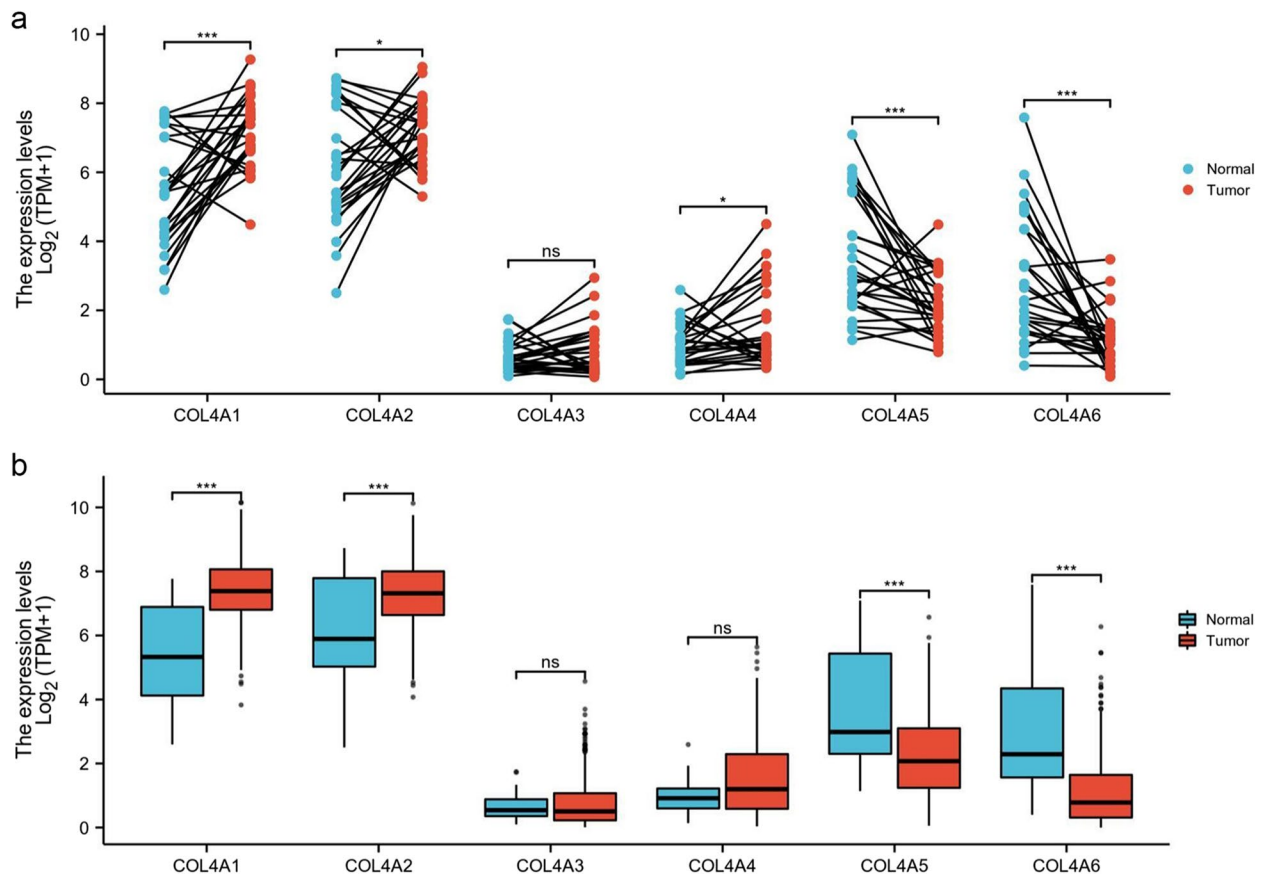 a
The expression levels
Log2 (TPM+1)
10
8
6
4
2
0
***
*
ns
*
***
***
COL4A1
COL4A2
COL4A3
COL4A4
COL4A5
COL4A6
Normal
Tumor
b
The expression levels
Log2 (TPM+1)
10
8
6
4
2
0
***
***
ns
ns
***
***
COL4A1
COL4A2
COL4A3
COL4A4
COL4A5
COL4A6
Normal
Tumor